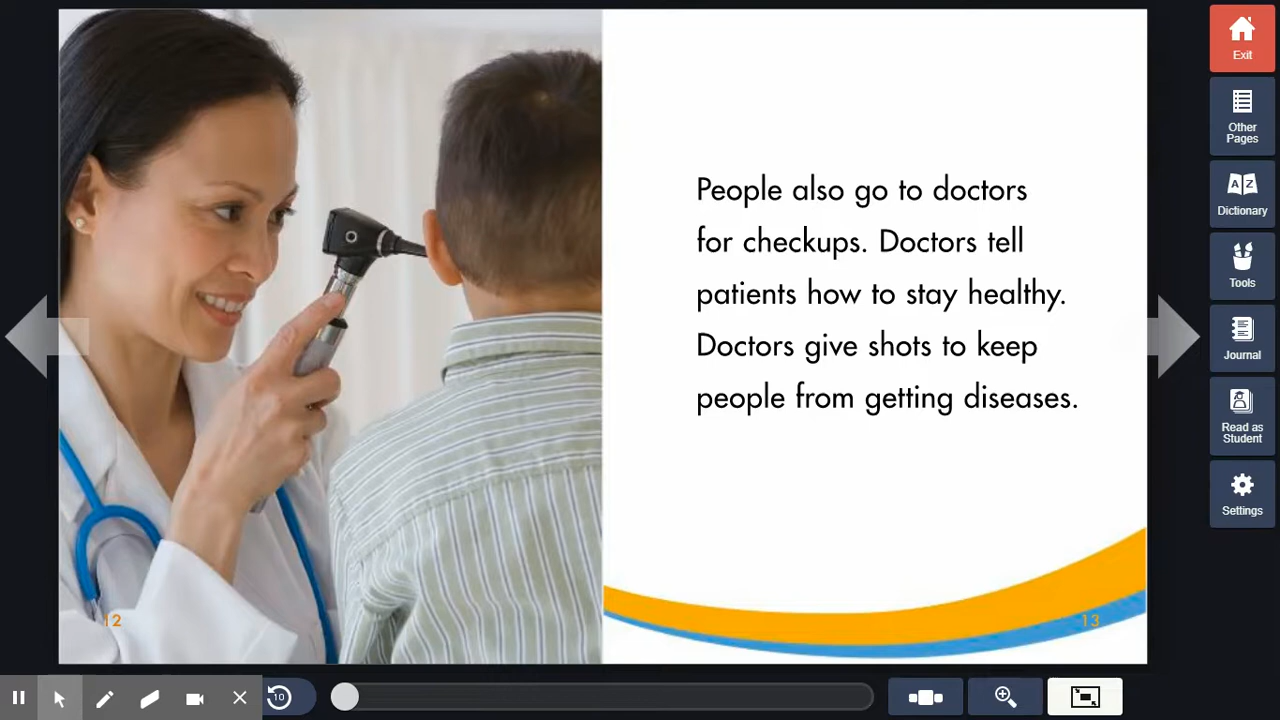 People also go to doctors
for checkups. Doctors tell
patients how to stay healthy.
Doctors give shots to keep
people from getting diseases.
12
13
Exit
Other
Pages
A Z
Dictionary
Tools
Journal
Read as
Student
Settings
10